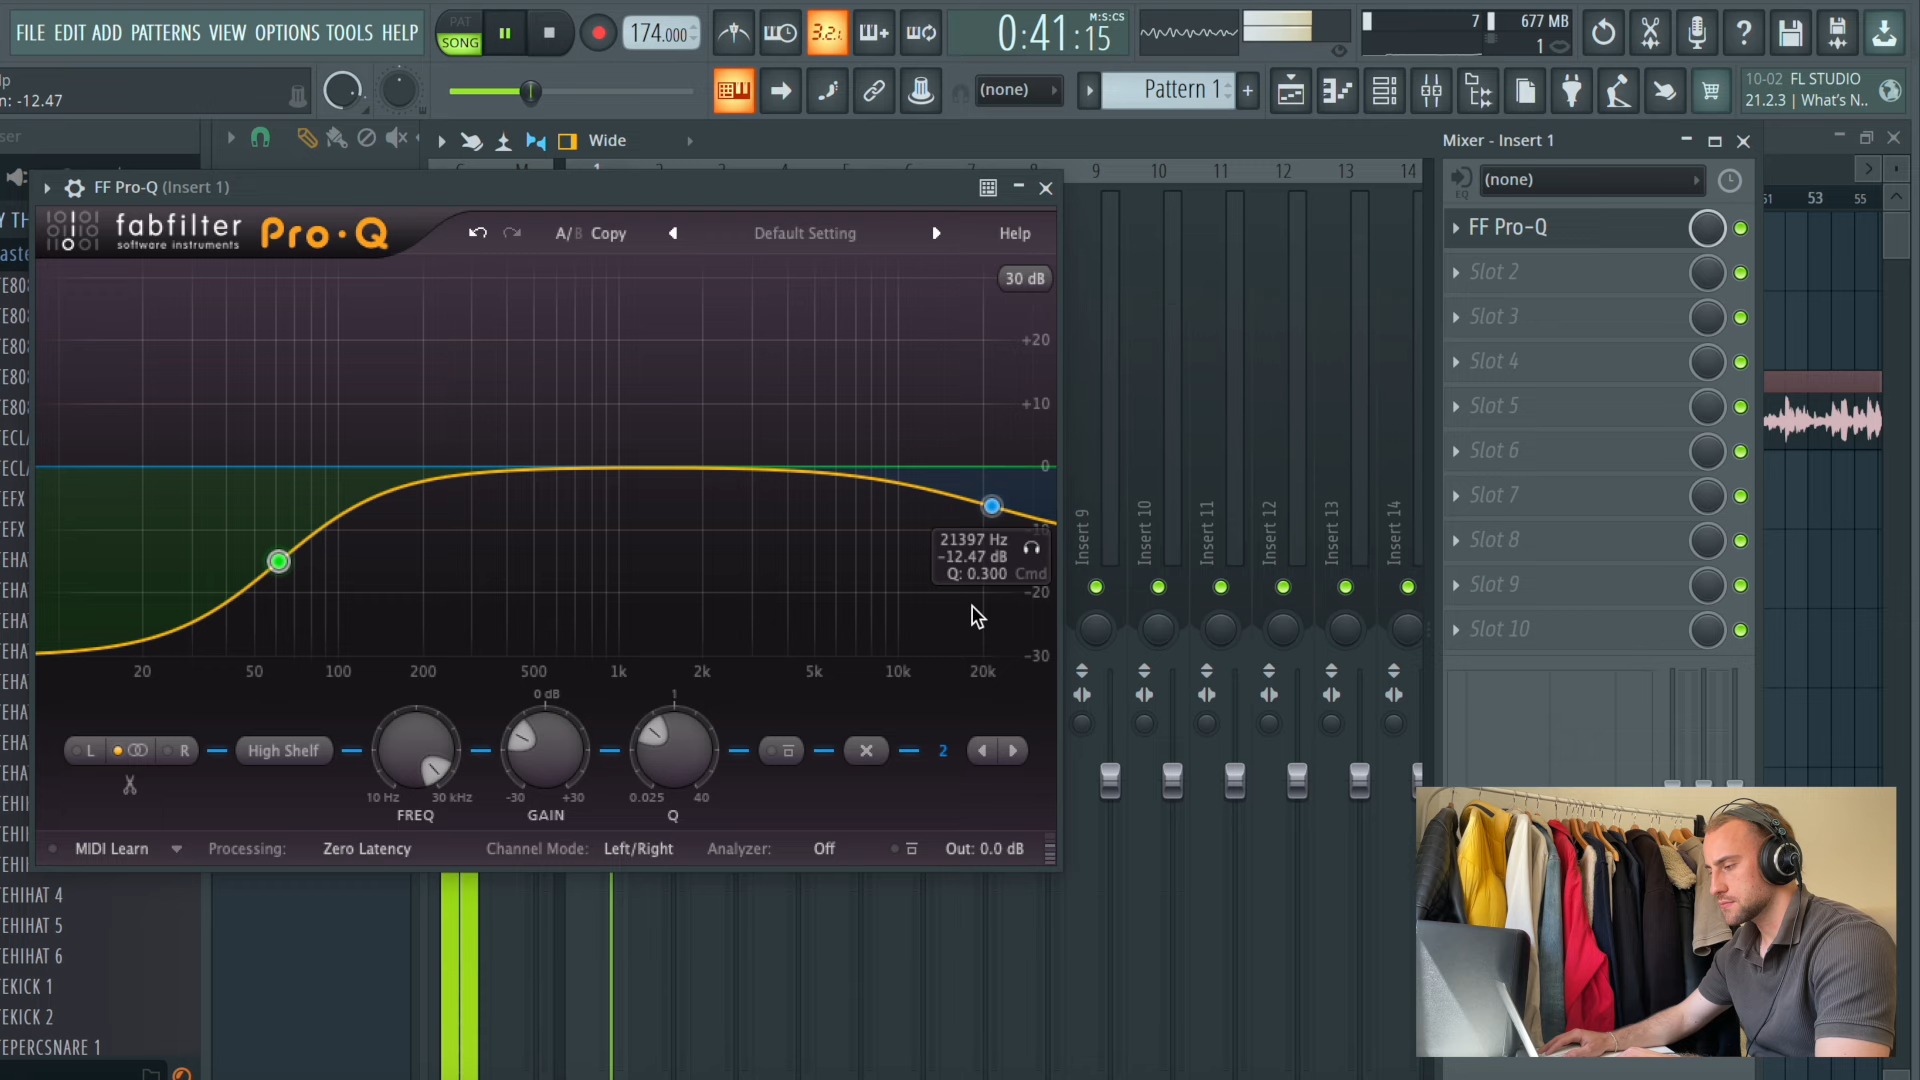 FILE EDIT ADD PATTERNS VIEW OPTIONS TOOLS HELP
PAT
SONG
174.000
3.2.
0:41:15
M:S:CS
7
677 MB
1
n: -12.47
(none)
Pattern 1
10-02 FL STUDIO
21.2.3 | What's N..
Wide
1
9
10
11
12
13
14
Mixer - Insert 1
FF Pro-Q (Insert 1)
fabfilter
software instruments
Pro·Q
A/B
Copy
Default Setting
Help
30 dB
+20
+10
0
-20
-30
21397 Hz
-12.47 dB
Q: 0.300
Cmd
20
50
100
200
500
1k
2k
5k
10k
20k
L
R
High Shelf
0 dB
1
10 Hz
30 kHz
FREQ
-30
+30
GAIN
0.025
40
Q
2
MIDI Learn
Processing:
Zero Latency
Channel Mode:
Left/Right
Analyzer:
Off
Out: 0.0 dB
Insert 9
Insert 10
Insert 11
Insert 12
Insert 13
Insert 14
(none)
EQ
FF Pro-Q
Slot 2
Slot 3
Slot 4
Slot 5
Slot 6
Slot 7
Slot 8
Slot 9
Slot 10
51
53
55
EHIHAT 4
EHIHAT 5
EHIHAT 6
EKICK 1
EKICK 2
EPERCSNARE 1